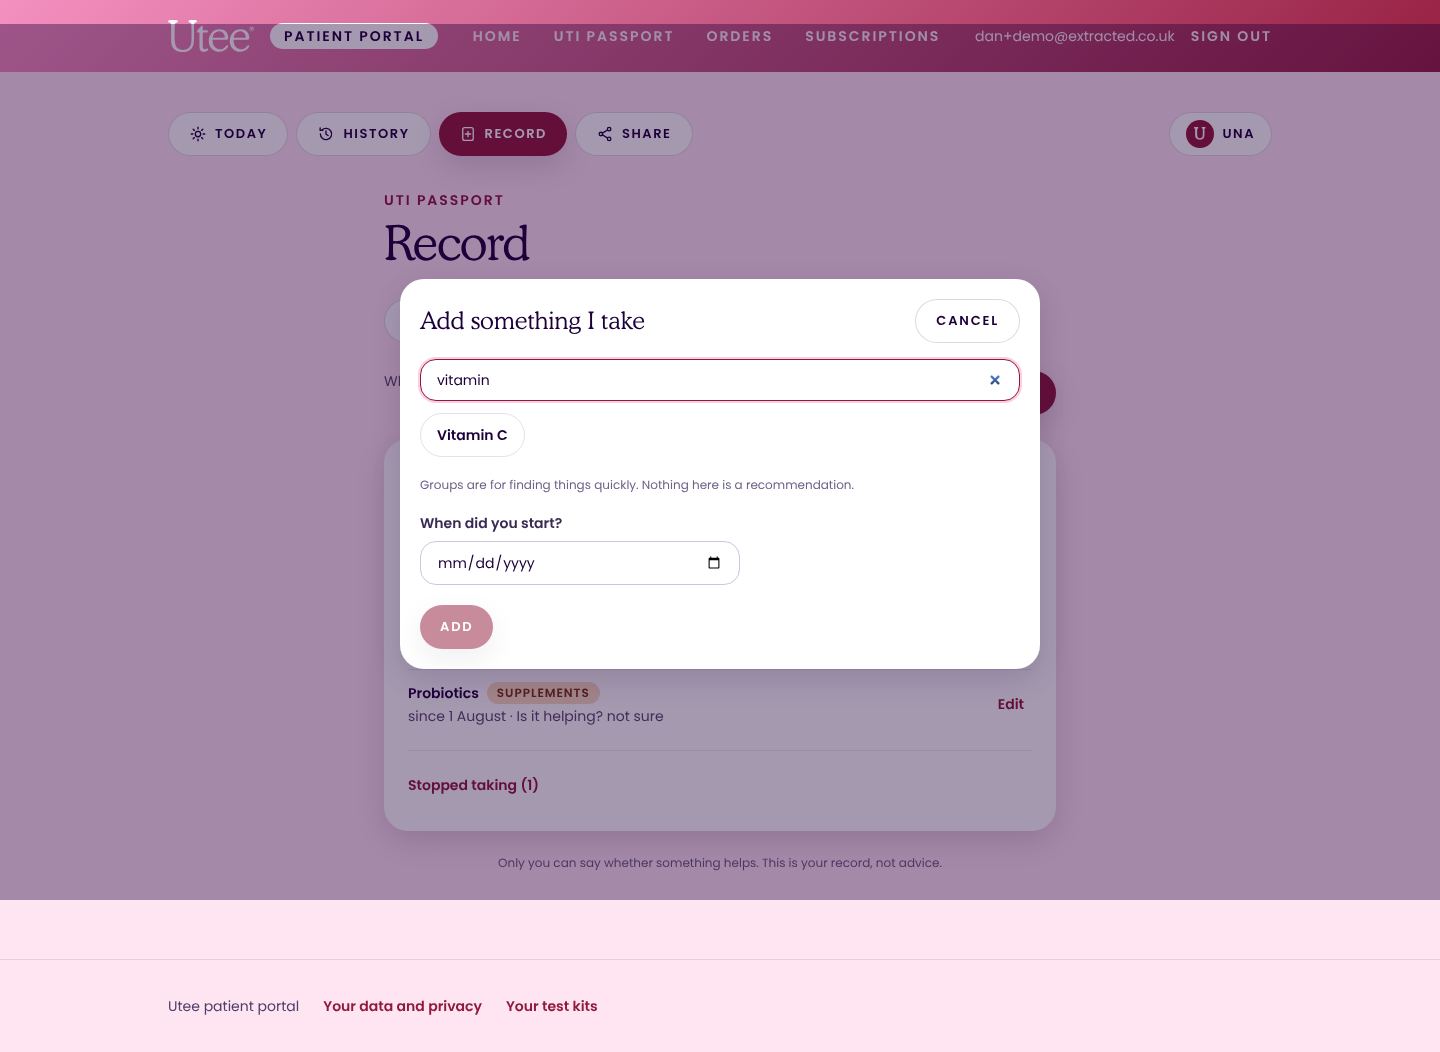 Utee
PATIENT PORTAL
HOME
UTI PASSPORT
ORDERS
SUBSCRIPTIONS
dan+demo@extracted.co.uk
SIGN OUT
TODAY
HISTORY
RECORD
SHARE
U UNA
UTI PASSPORT
Record
Add something I take
CANCEL
vitamin
Vitamin C
Groups are for finding things quickly. Nothing here is a recommendation.
When did you start?
mm/dd/yyyy
ADD
Probiotics SUPPLEMENTS
since 1 August · Is it helping? not sure
Edit
Stopped taking (1)
Only you can say whether something helps. This is your record, not advice.
Utee patient portal
Your data and privacy
Your test kits